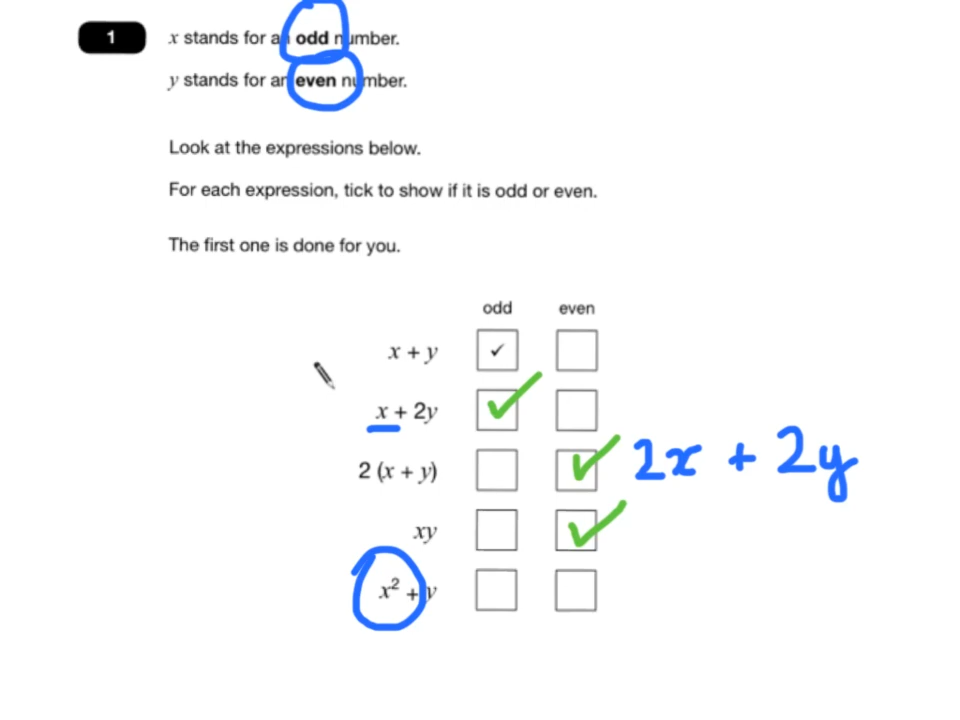 1 x stands for an odd number.
y stands for an even number.
Look at the expressions below.
For each expression, tick to show if it is odd or even.
The first one is done for you.
odd even
x + y ✓
x + 2y ✓
2 (x + y) ✓ 2x + 2y
xy ✓
x² + y